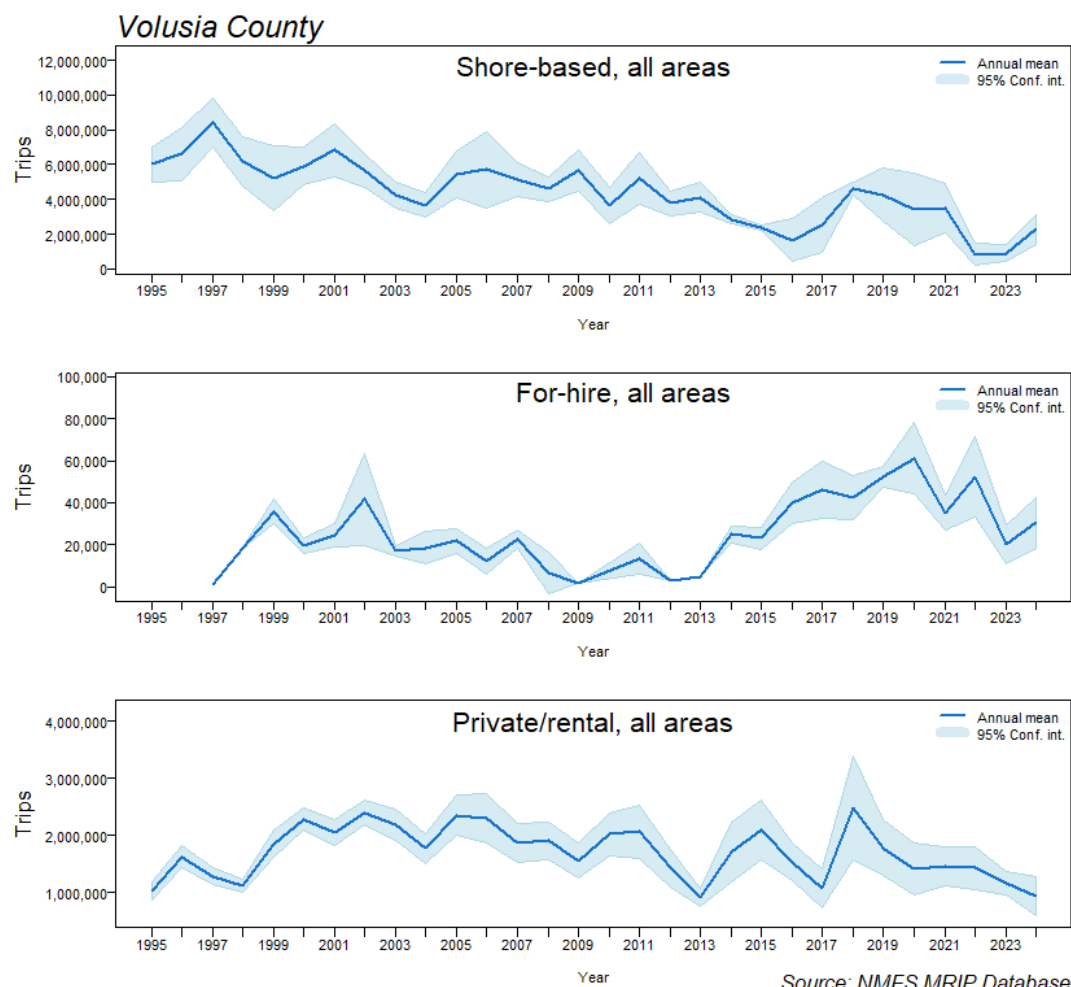 Volusia County
Shore-based, all areas
Annual mean
95% Conf. int.
12,000,000
10,000,000
8,000,000
6,000,000
4,000,000
2,000,000
0
Trips
1995 1997 1999 2001 2003 2005 2007 2009 2011 2013 2015 2017 2019 2021 2023
Year
For-hire, all areas
Annual mean
95% Conf. int.
100,000
80,000
60,000
40,000
20,000
0
Trips
1995 1997 1999 2001 2003 2005 2007 2009 2011 2013 2015 2017 2019 2021 2023
Year
Private/rental, all areas
Annual mean
95% Conf. int.
4,000,000
3,000,000
2,000,000
1,000,000
Trips
1995 1997 1999 2001 2003 2005 2007 2009 2011 2013 2015 2017 2019 2021 2023
Year
Source: NMFS MRIP Database